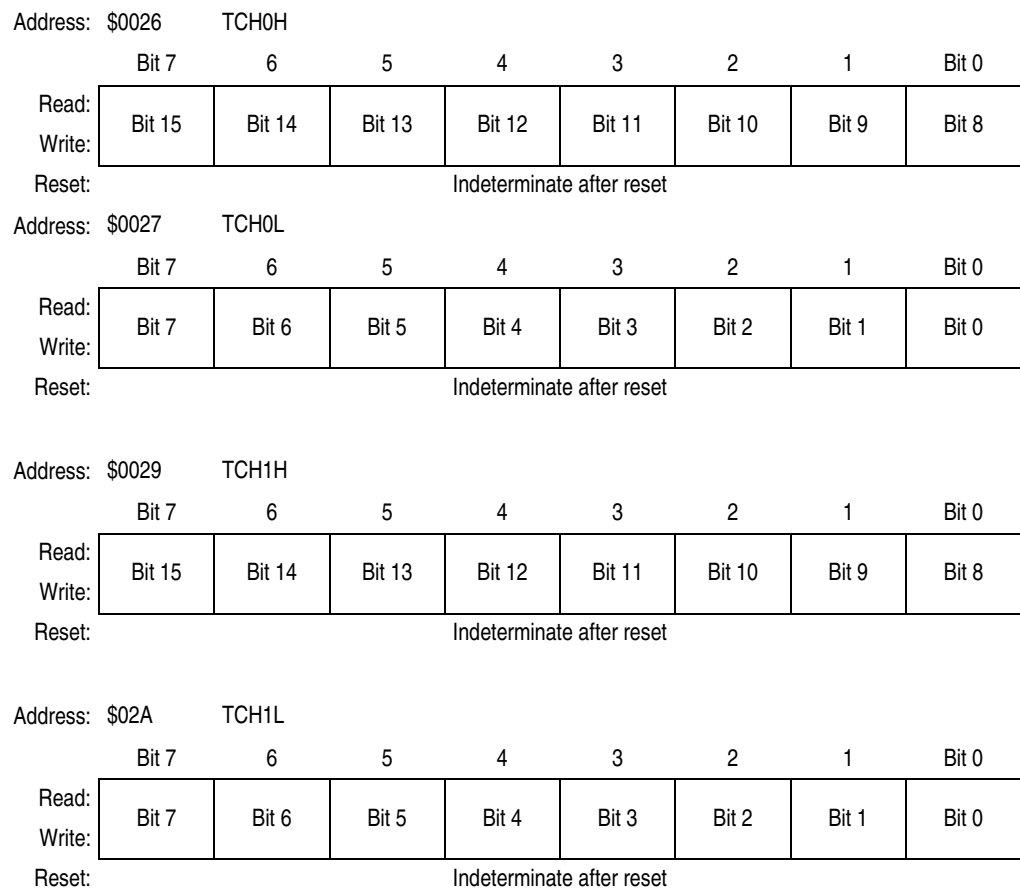 Address: $0026 TCH0H
Bit 7 6 5 4 3 2 1 Bit 0
Read:
Bit 15 Bit 14 Bit 13 Bit 12 Bit 11 Bit 10 Bit 9 Bit 8
Write:
Reset: Indeterminate after reset
Address: $0027 TCH0L
Bit 7 6 5 4 3 2 1 Bit 0
Read:
Bit 7 Bit 6 Bit 5 Bit 4 Bit 3 Bit 2 Bit 1 Bit 0
Write:
Reset: Indeterminate after reset
Address: $0029 TCH1H
Bit 7 6 5 4 3 2 1 Bit 0
Read:
Bit 15 Bit 14 Bit 13 Bit 12 Bit 11 Bit 10 Bit 9 Bit 8
Write:
Reset: Indeterminate after reset
Address: $02A TCH1L
Bit 7 6 5 4 3 2 1 Bit 0
Read:
Bit 7 Bit 6 Bit 5 Bit 4 Bit 3 Bit 2 Bit 1 Bit 0
Write:
Reset: Indeterminate after reset